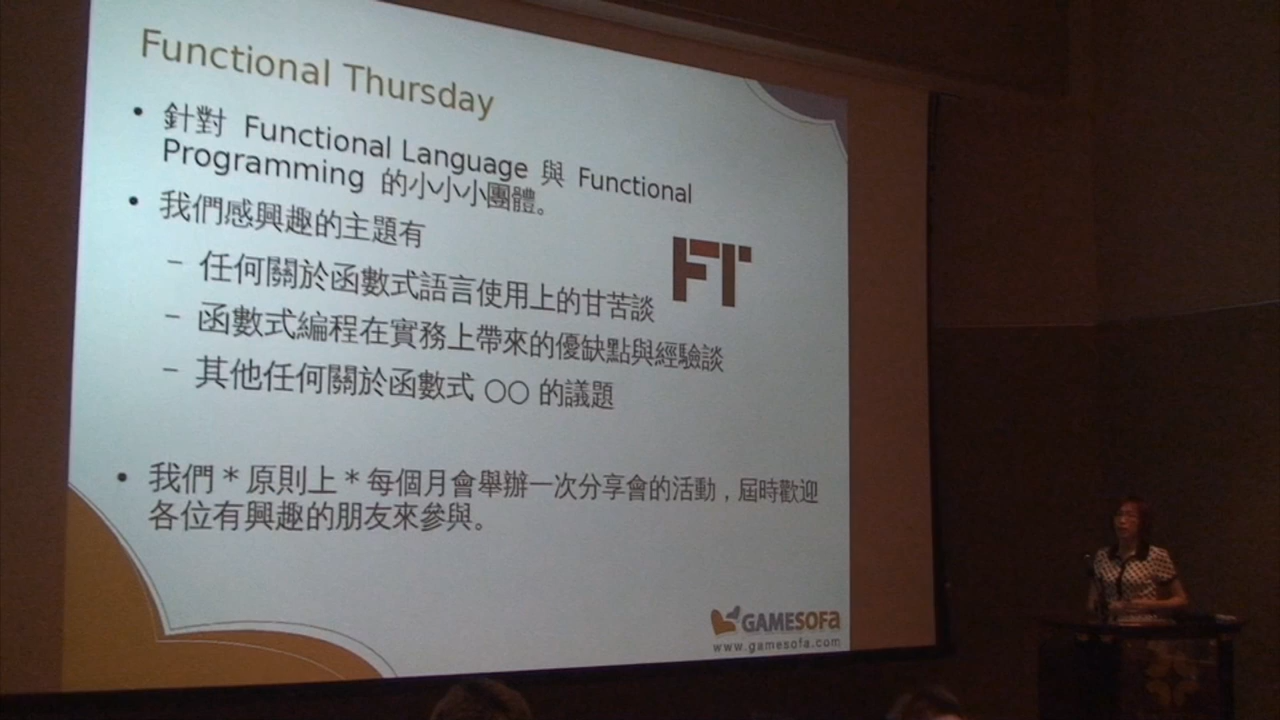 Functional Thursday
• 針對 Functional Language 與 Functional
Programming 的小小小團體。
• 我們感興趣的主題有
– 任何關於函數式語言使用上的甘苦談
– 函數式編程在實務上帶來的優缺點與經驗談
– 其他任何關於函數式 ○○ 的議題
FT
• 我們 * 原則上 * 每個月會舉辦一次分享會的活動，屆時歡迎
各位有興趣的朋友來參與。
GAMESOFA
www.gamesofa.com